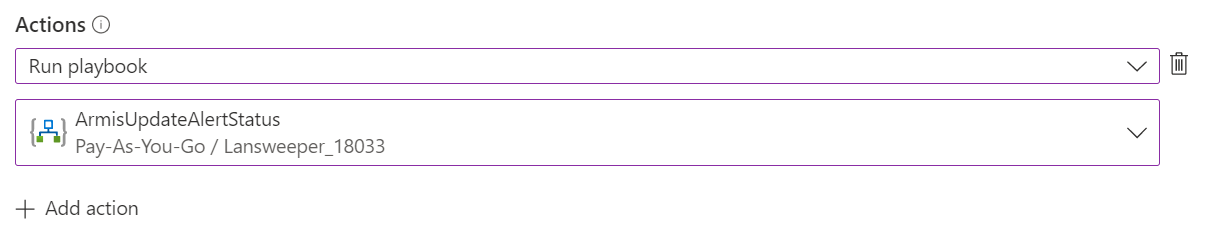 Actions
Run playbook
ArmisUpdateAlertStatus
Pay-As-You-Go / Lansweeper_18033
Add action